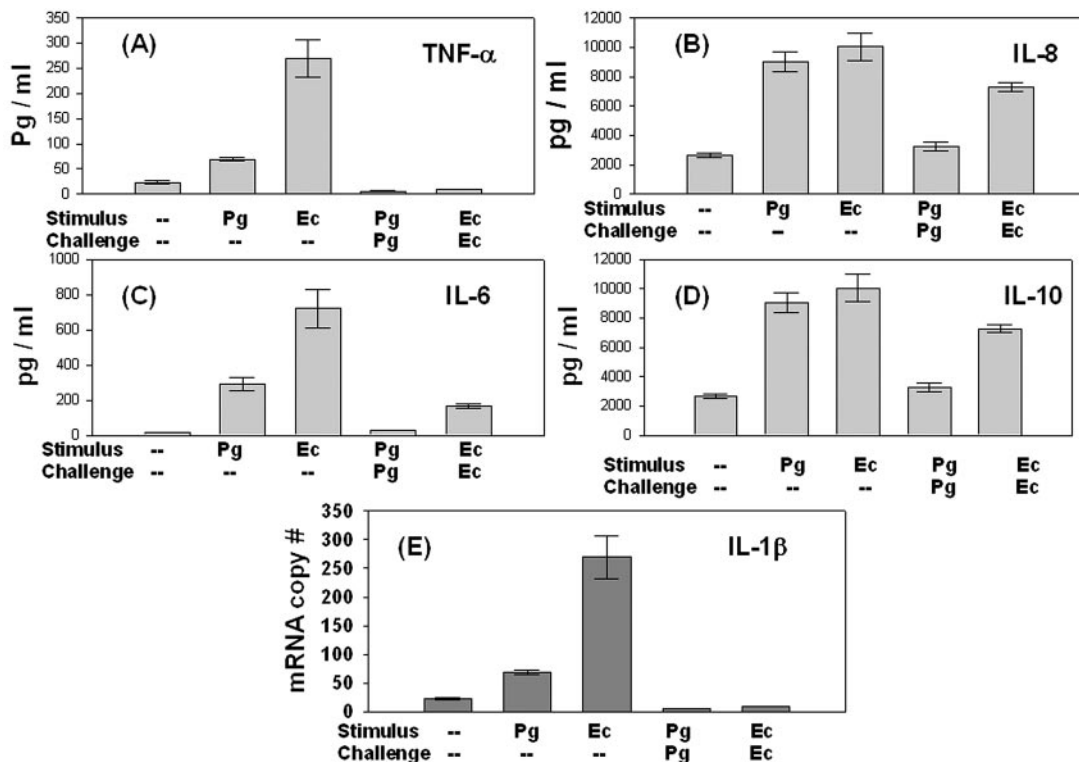 (A) TNF-α
350
300
250
200
150
100
50
0
Pg / ml
Stimulus -- Pg Ec Pg Ec
Challenge -- -- -- Pg Ec
(B) IL-8
12000
10000
8000
6000
4000
2000
0
pg / ml
Stimulus -- Pg Ec Pg Ec
Challenge -- – -- Pg Ec
(C) IL-6
1000
800
600
400
200
0
pg / ml
Stimulus -- Pg Ec Pg Ec
Challenge -- -- -- Pg Ec
(D) IL-10
12000
10000
8000
6000
4000
2000
0
pg / ml
Stimulus -- Pg Ec Pg Ec
Challenge -- -- -- Pg Ec
(E) IL-1β
350
300
250
200
150
100
50
0
mRNA copy #
Stimulus -- Pg Ec Pg Ec
Challenge -- -- -- Pg Ec